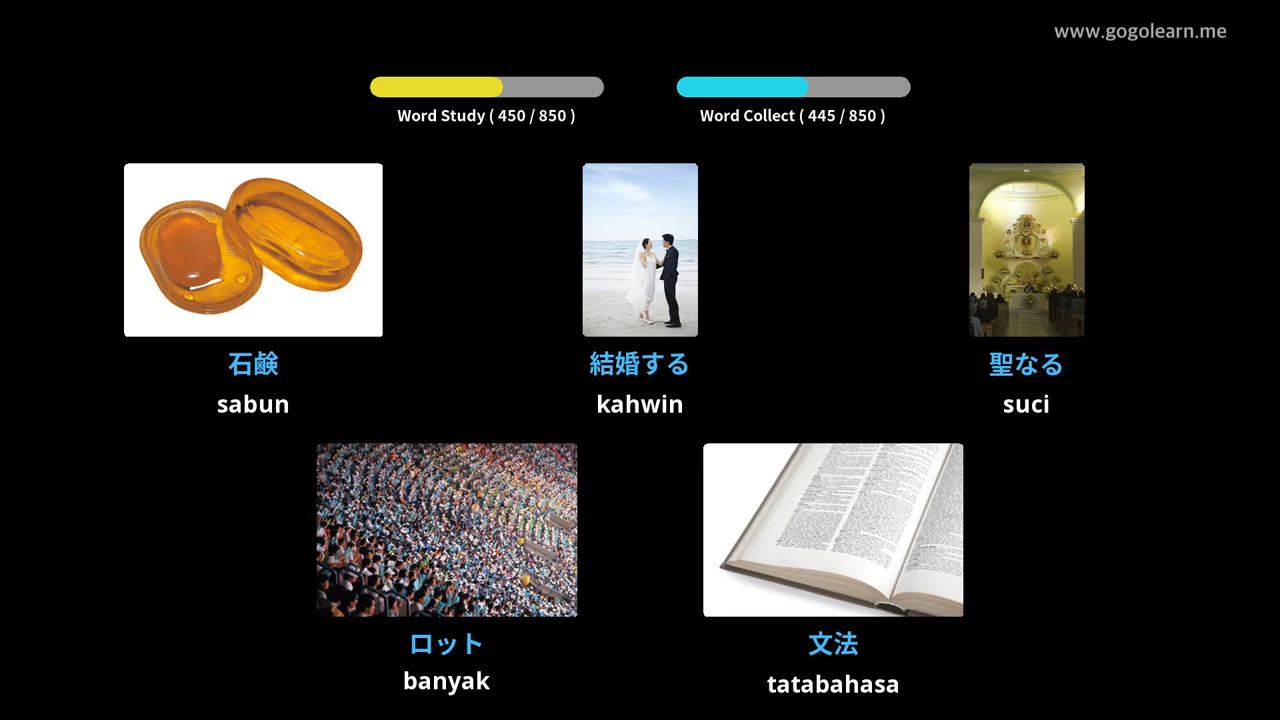 www.gogolearn.me
Word Study ( 450 / 850 )
Word Collect ( 445 / 850 )
石鹸
sabun
結婚する
kahwin
聖なる
suci
ロット
banyak
文法
tatabahasa